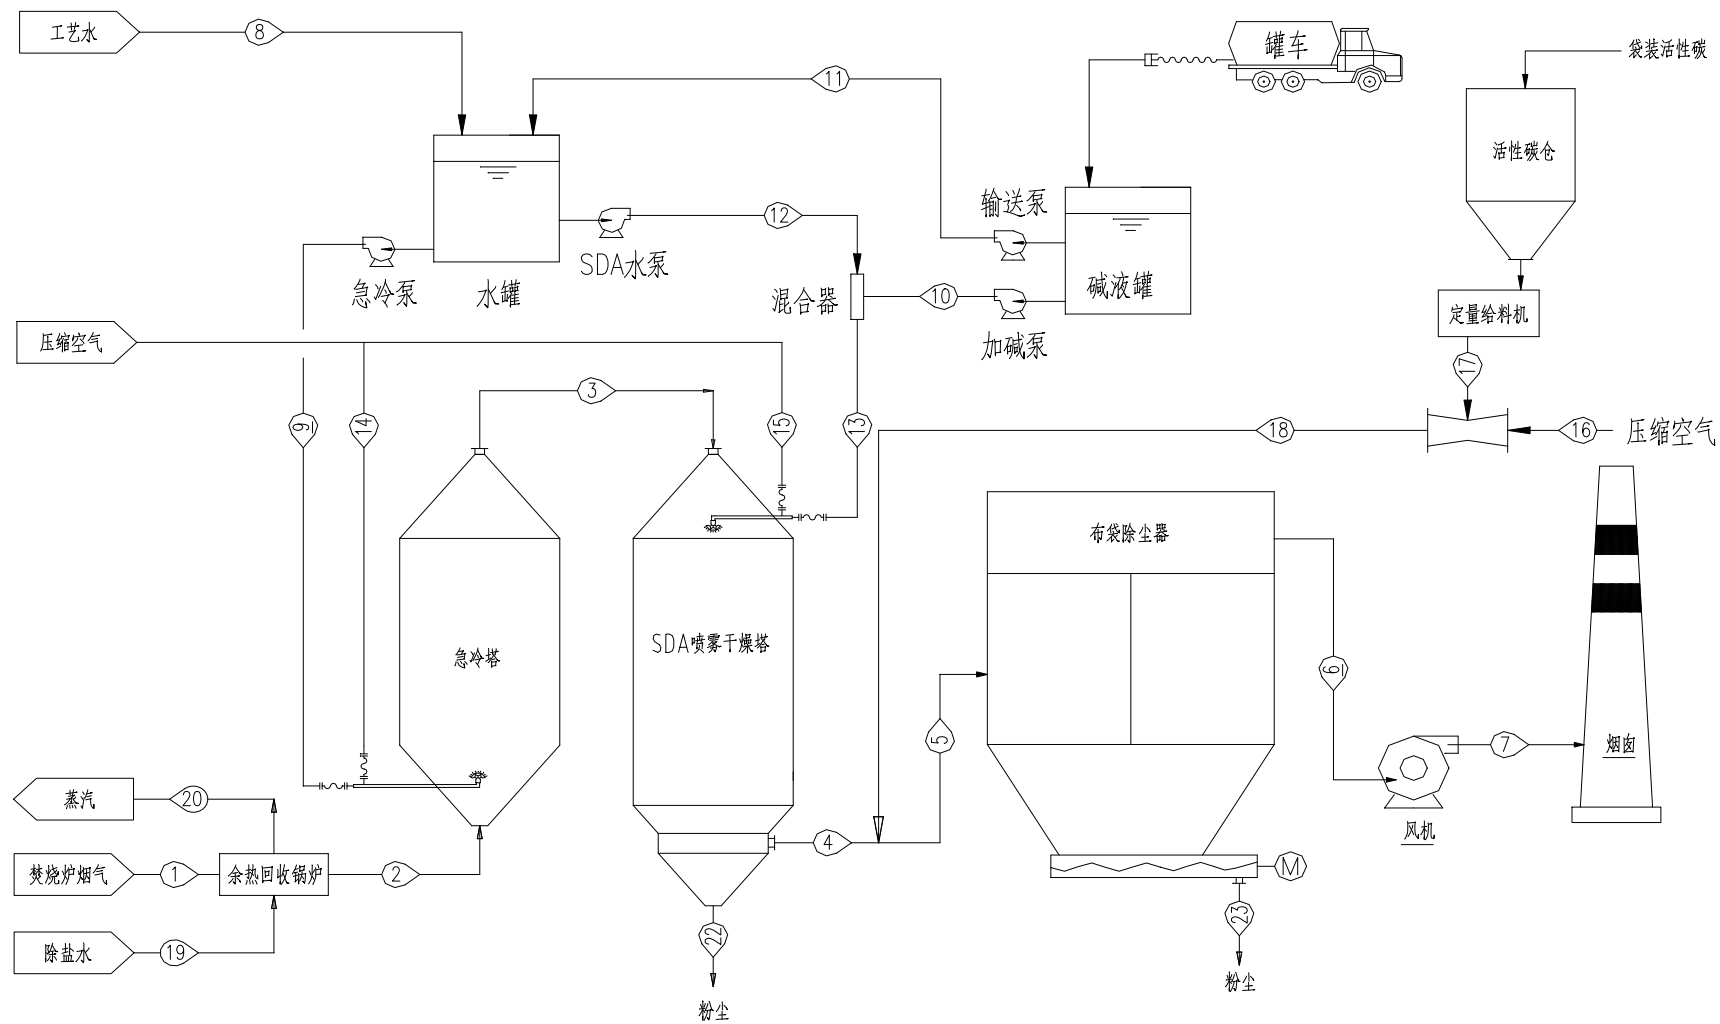 工艺水
8
罐车
袋装活性碳
11
活性碳仓
12
输送泵
SDA水泵
急冷泵
水罐
碱液罐
混合器
10
定量给料机
压缩空气
加碱泵
17
3
9
14
15
13
18
16
压缩空气
布袋除尘器
急冷塔
SDA喷雾干燥塔
6
5
7
烟囱
蒸汽
20
4
风机
焚烧炉烟气
1
余热回收锅炉
2
M
除盐水
19
22
23
粉尘
粉尘